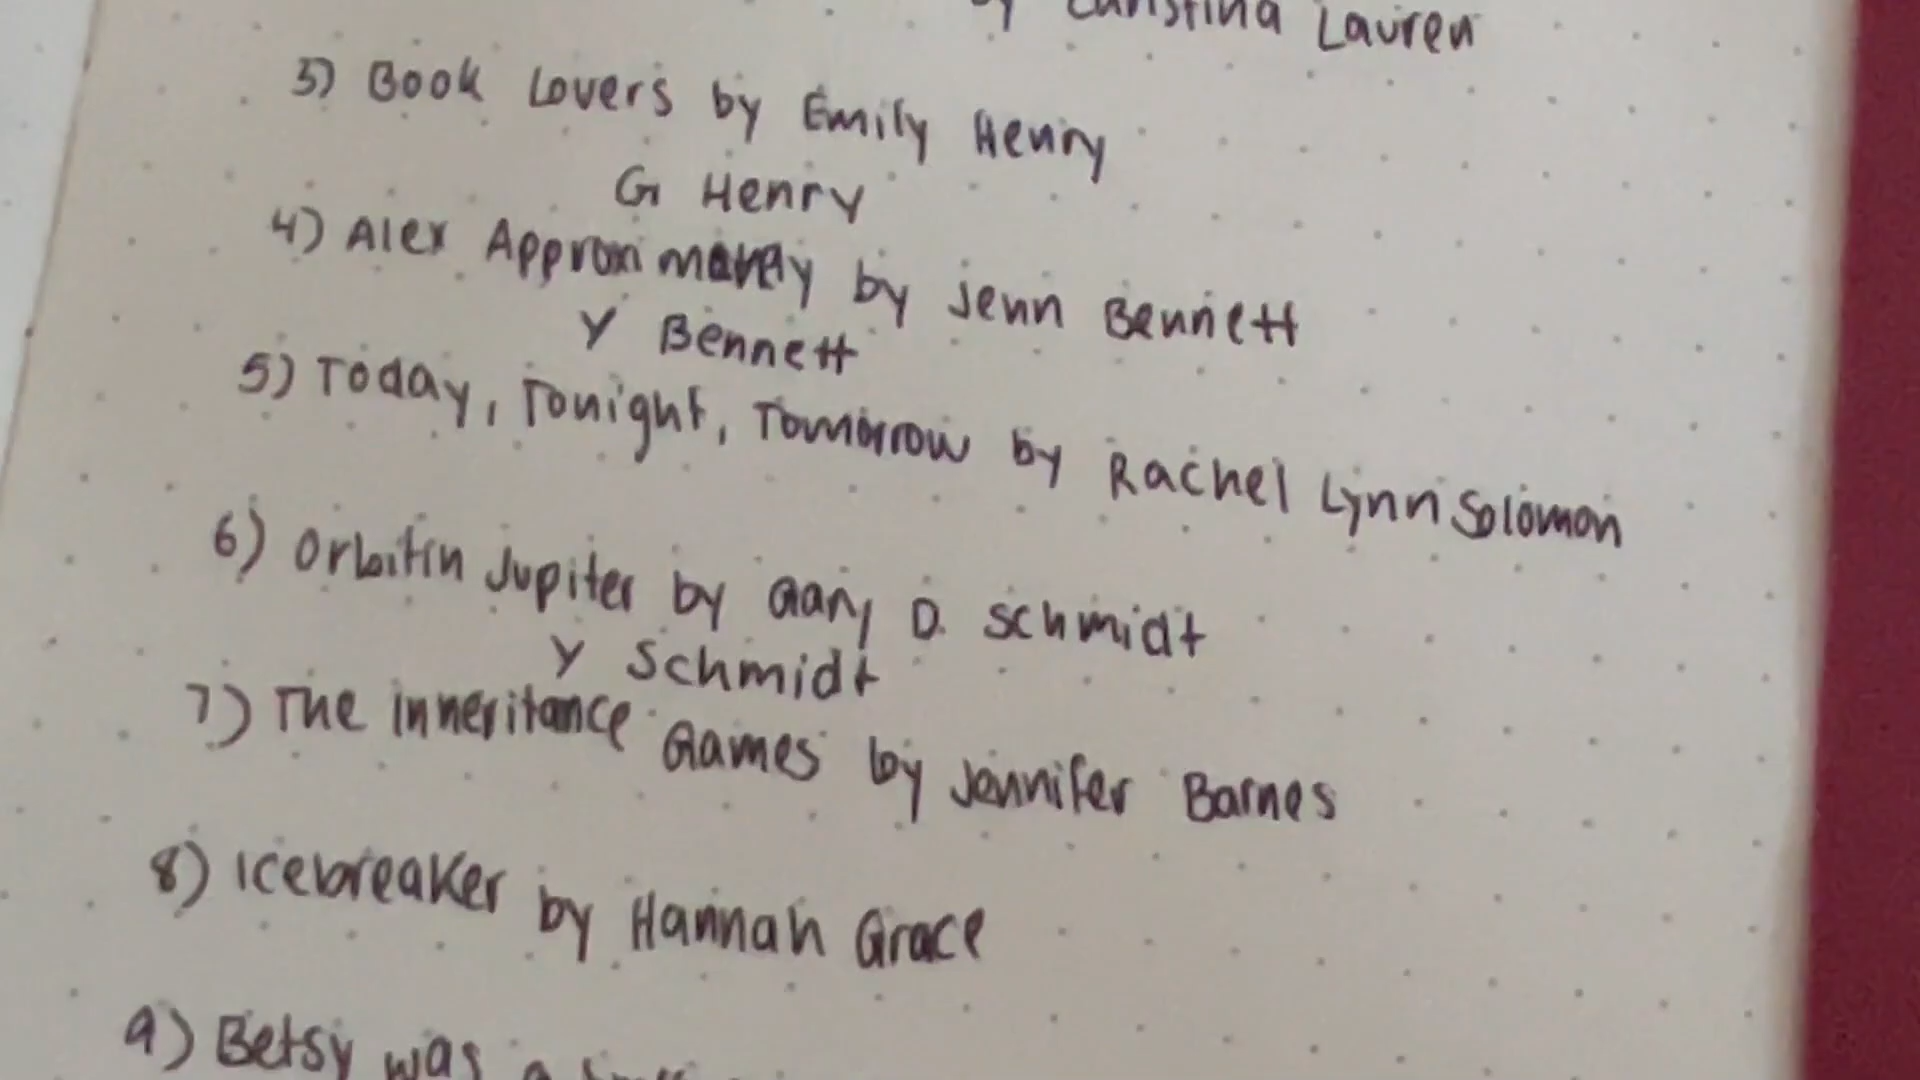 by Christina Lauren
3) Book Lovers by Emily Henry
G Henry
4) Alex Approximately by Jenn Bennett
Y Bennett
5) Today, Tonight, Tomorrow by Rachel Lynn Solomon
6) Orbitin Jupiter by Gary D. Schmidt
Y Schmidt
7) The Inheritance Games by Jennifer Barnes
8) Icebreaker by Hannah Grace
9) Betsy was a